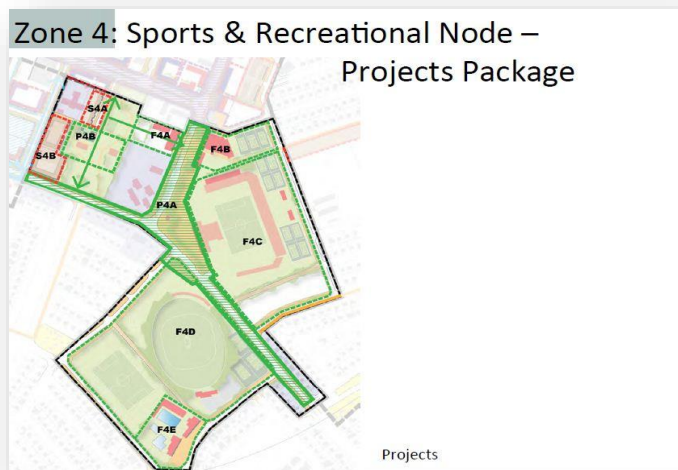 Zone 4: Sports & Recreational Node –
Projects Package
S4A
P4B
F4A
S4B
F4B
P4A
F4C
F4D
F4E
Projects